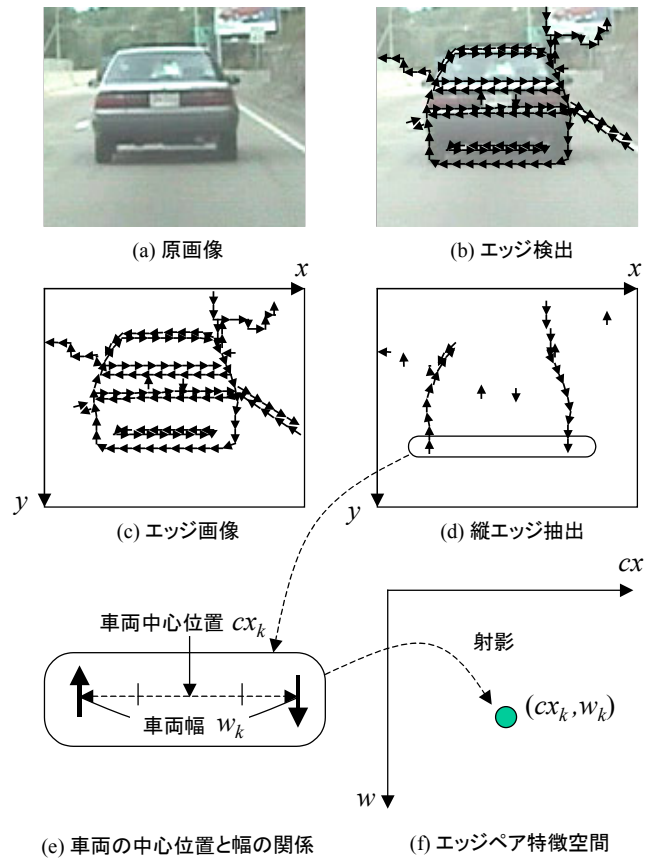 (a) 原画像
(b) エッジ検出
x
y
(c) エッジ画像
x
y
(d) 縦エッジ抽出
車両中心位置 cx_k
車両幅 w_k
(e) 車両の中心位置と幅の関係
cx
射影
(cx_k, w_k)
w
(f) エッジペア特徴空間